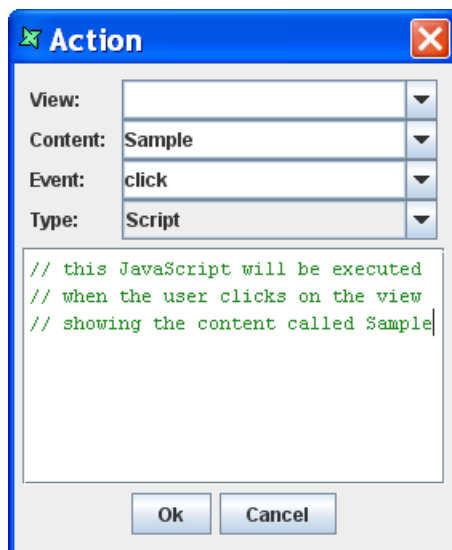 Action
View:
Content: Sample
Event: click
Type: Script
// this JavaScript will be executed
// when the user clicks on the view
// showing the content called Sample
Ok Cancel